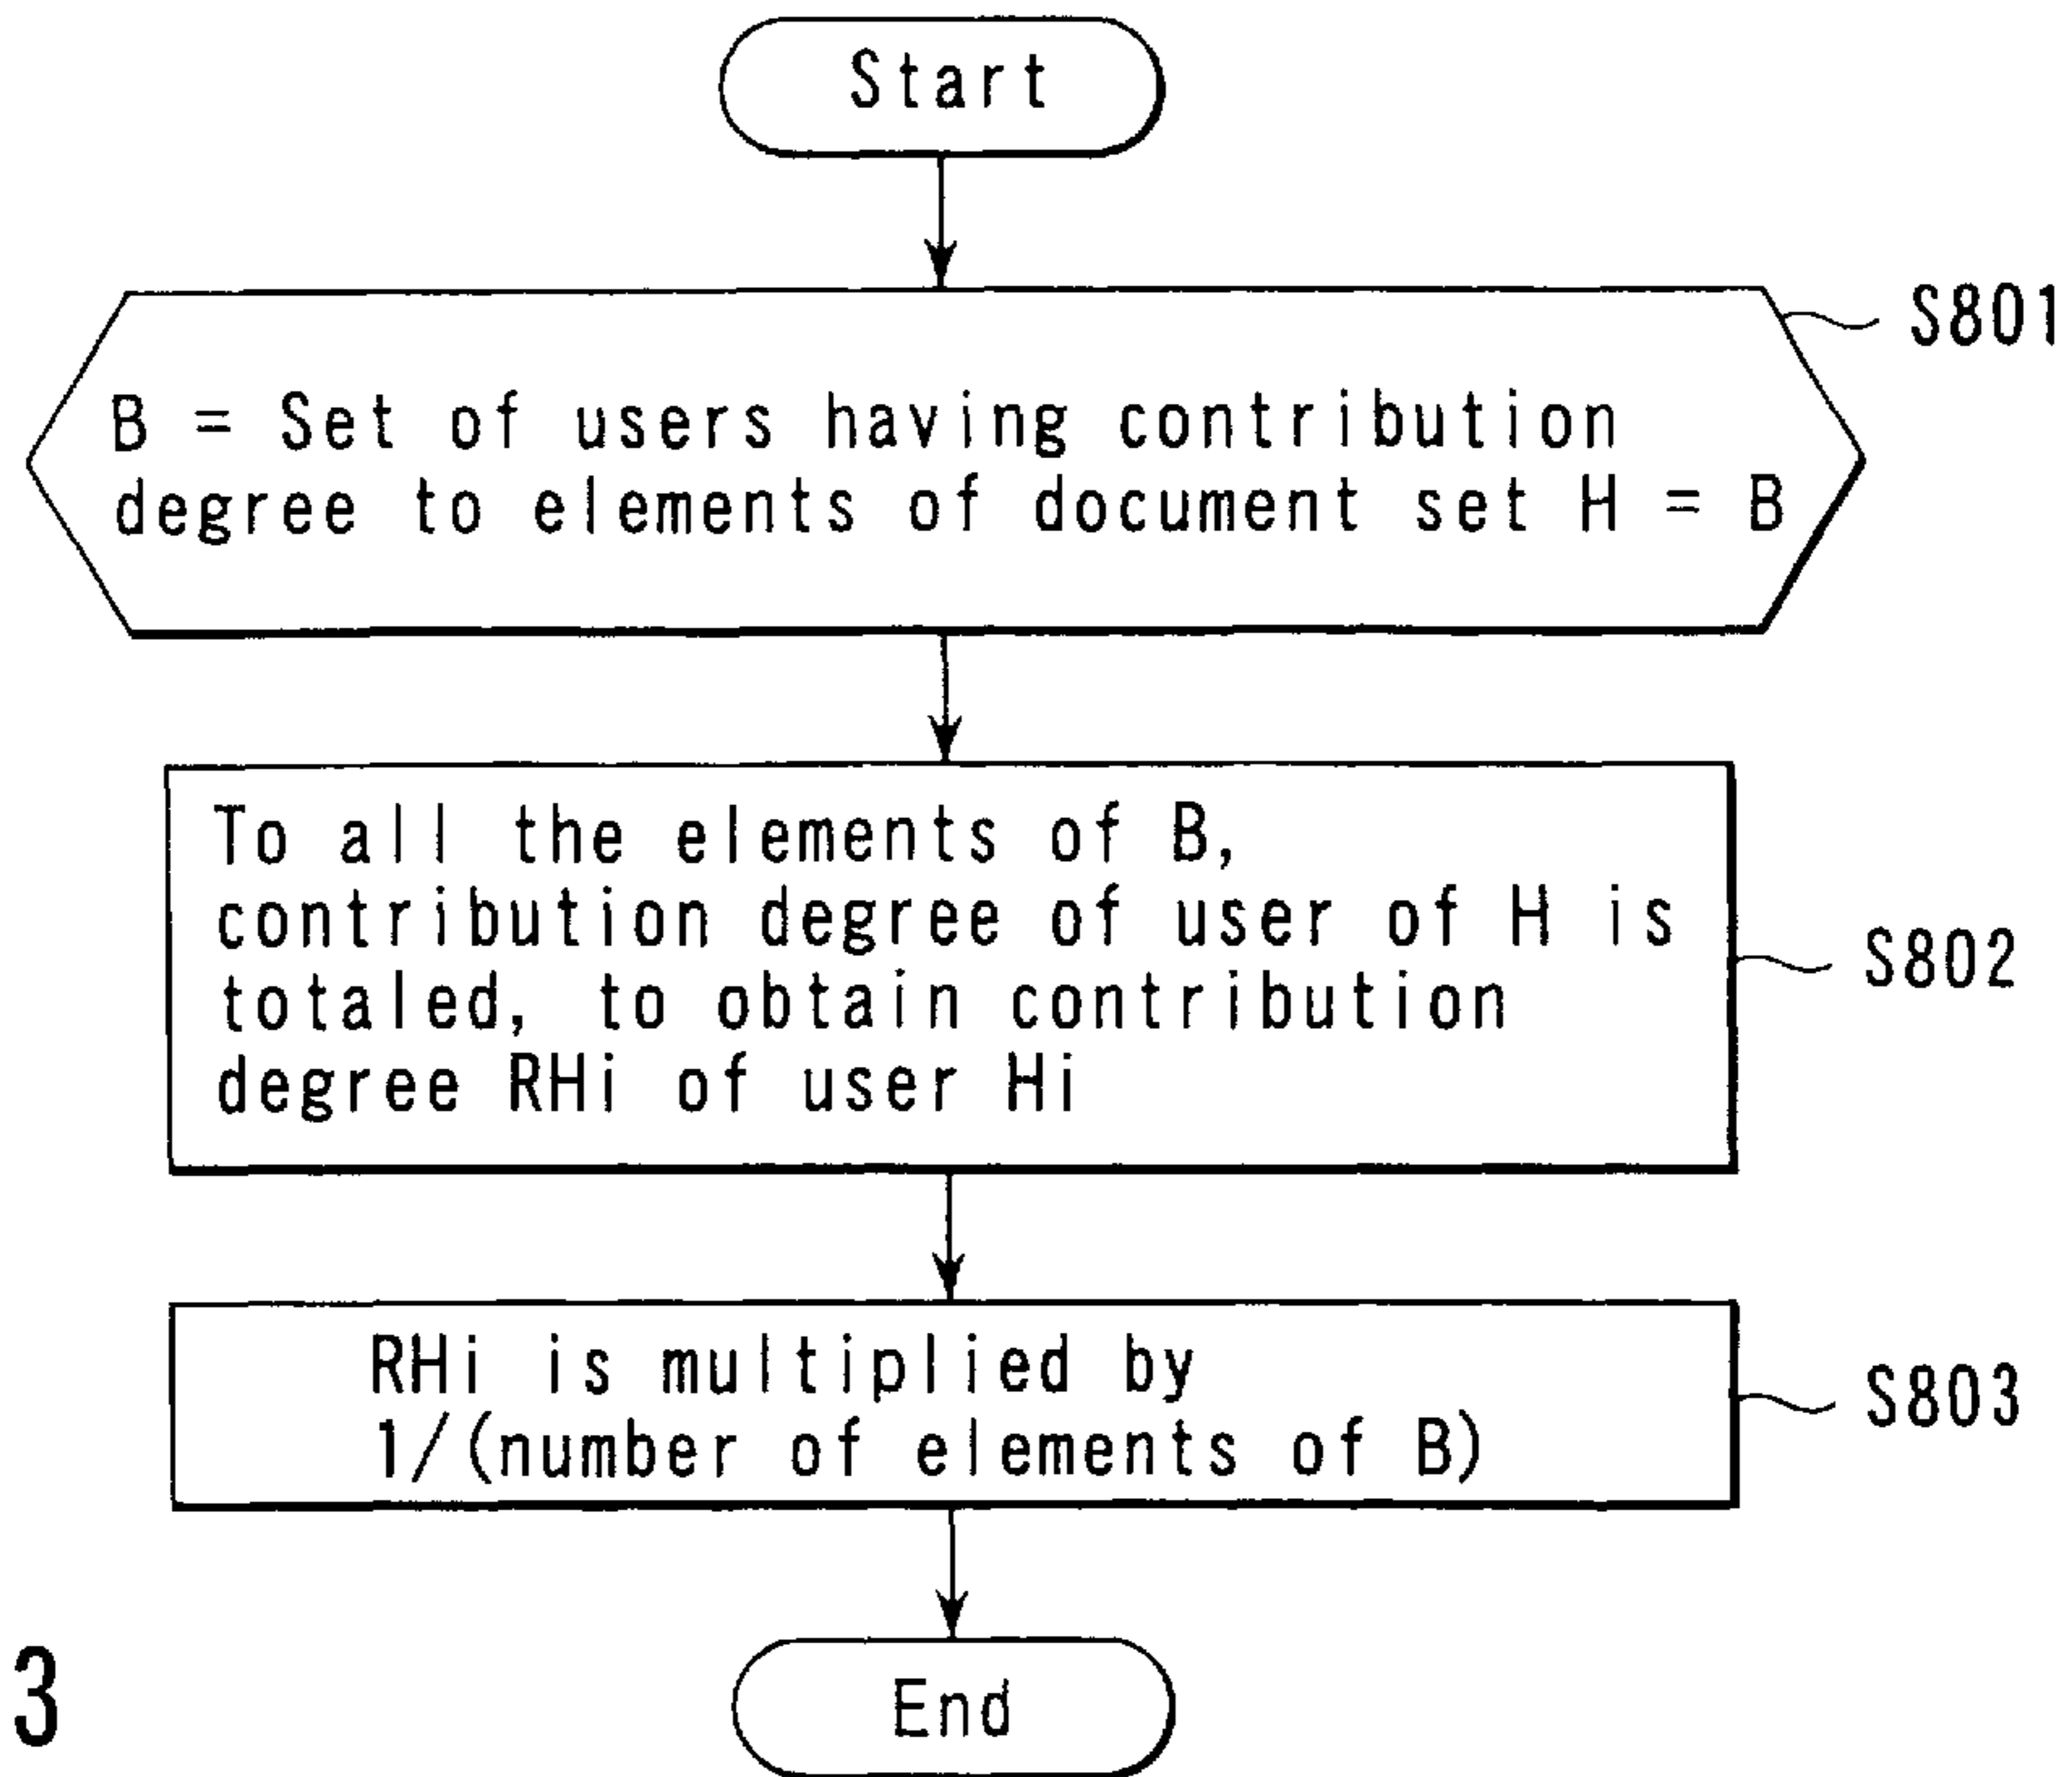 Start
S801
B = Set of users having contribution
degree to elements of document set H = B
To all the elements of B,
contribution degree of user of H is
totaled, to obtain contribution
degree RHi of user Hi
S802
RHi is multiplied by
1/(number of elements of B)
S803
End
3